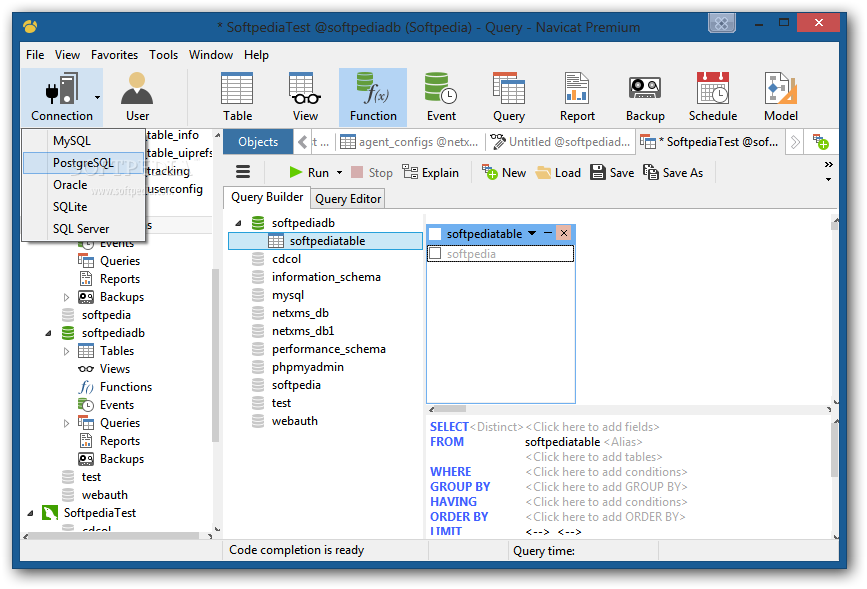 * SoftpediaTest @softpediadb (Softpedia) - Query - Navicat Premium
File View Favorites Tools Window Help
Connection User Table View Function Event Query Report Backup Schedule Model
MySQL
PostgreSQL
Oracle
SQLite
SQL Server
table_info
table_uiprefs
tracking
userconfig
s
Events
Queries
Reports
Backups
softpedia
softpediadb
Tables
Views
Functions
Events
Queries
Reports
Backups
test
webauth
SoftpediaTest
cdcol
Objects t ... agent_configs @netx... Untitled @softpediad... * SoftpediaTest @sof...
Run Stop Explain New Load Save Save As
Query Builder Query Editor
softpediadb
softpediatable
cdcol
information_schema
mysql
netxms_db
netxms_db1
performance_schema
phpmyadmin
softpedia
test
webauth
softpediatable
softpedia
SELECT <Distinct> <Click here to add fields>
FROM softpediatable <Alias>
<Click here to add tables>
WHERE <Click here to add conditions>
GROUP BY <Click here to add GROUP BY>
HAVING <Click here to add conditions>
ORDER BY <Click here to add ORDER BY>
LIMIT <--> <-->
Code completion is ready Query time: